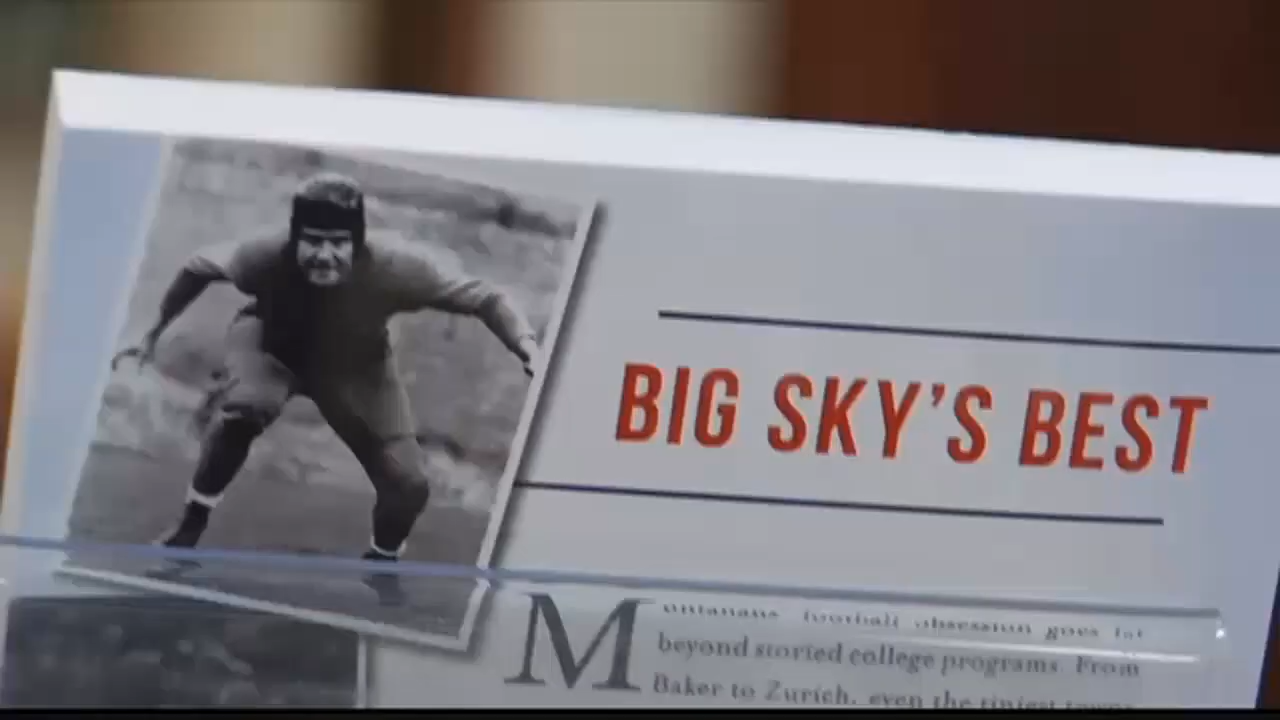 BIG SKY'S BEST
Montanans football obsession goes far
beyond storied college programs. From
Baker to Zurich, even the tiniest towns